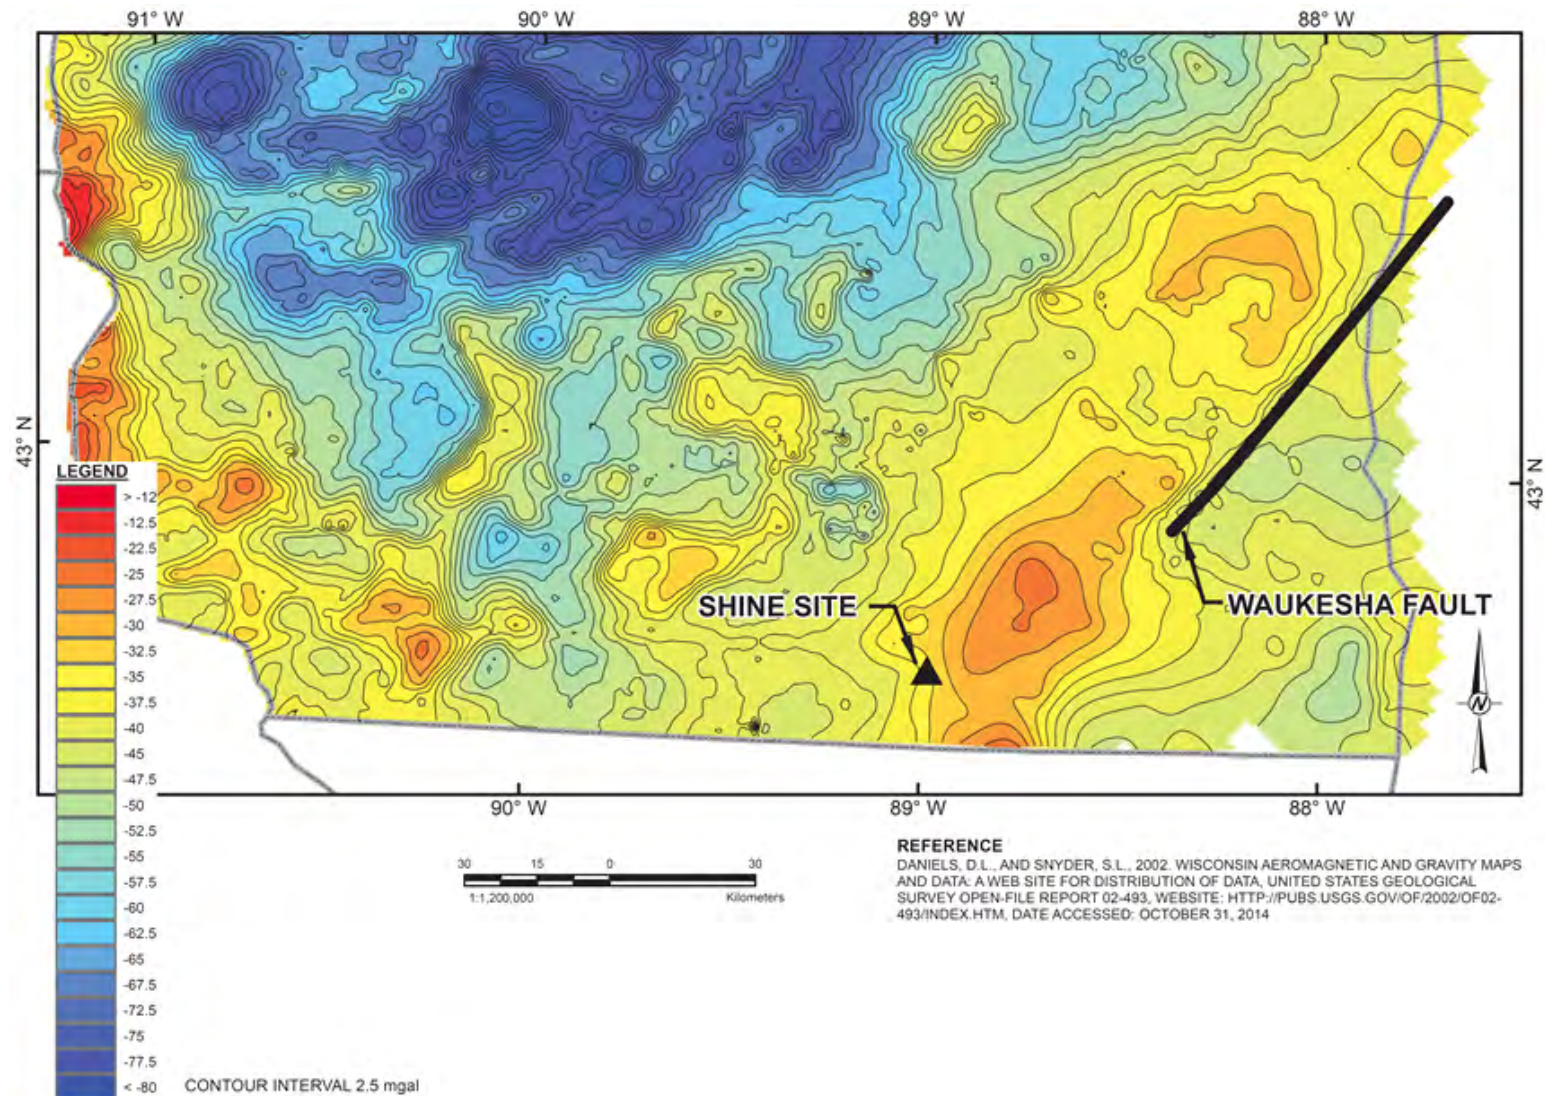 91° W 90° W 89° W 88° W
43° N
43° N
LEGEND
> -12
-12.5
-22.5
-25
-27.5
-30
-32.5
-35
-37.5
-40
-45
-47.5
-50
-52.5
-55
-57.5
-60
-62.5
-65
-67.5
-72.5
-75
-77.5
< -80
SHINE SITE
WAUKESHA FAULT
N
90° W 89° W 88° W
30 15 0 30
1:1,200,000 Kilometers
REFERENCE
DANIELS, D.L., AND SNYDER, S.L., 2002. WISCONSIN AEROMAGNETIC AND GRAVITY MAPS
AND DATA: A WEB SITE FOR DISTRIBUTION OF DATA, UNITED STATES GEOLOGICAL
SURVEY OPEN-FILE REPORT 02-493, WEBSITE: HTTP://PUBS.USGS.GOV/OF/2002/OF02-
493/INDEX.HTM, DATE ACCESSED: OCTOBER 31, 2014
CONTOUR INTERVAL 2.5 mgal